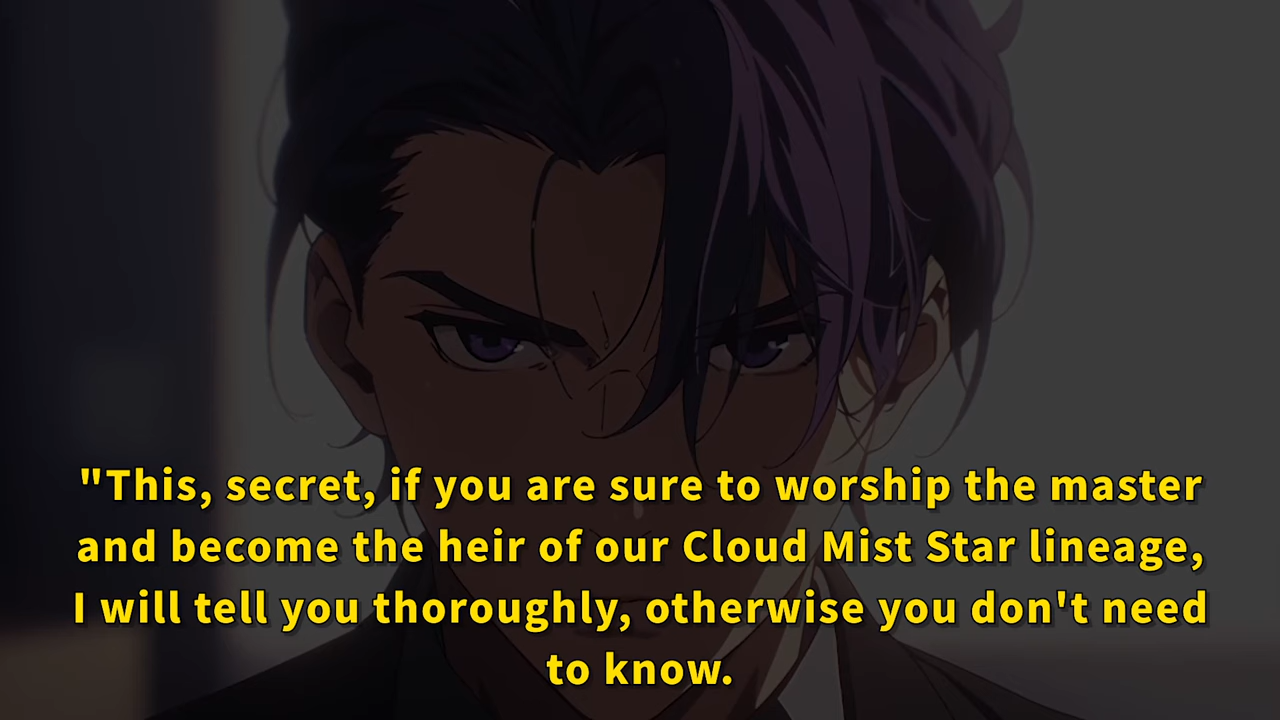 "This, secret, if you are sure to worship the master
and become the heir of our Cloud Mist Star lineage,
I will tell you thoroughly, otherwise you don't need
to know.